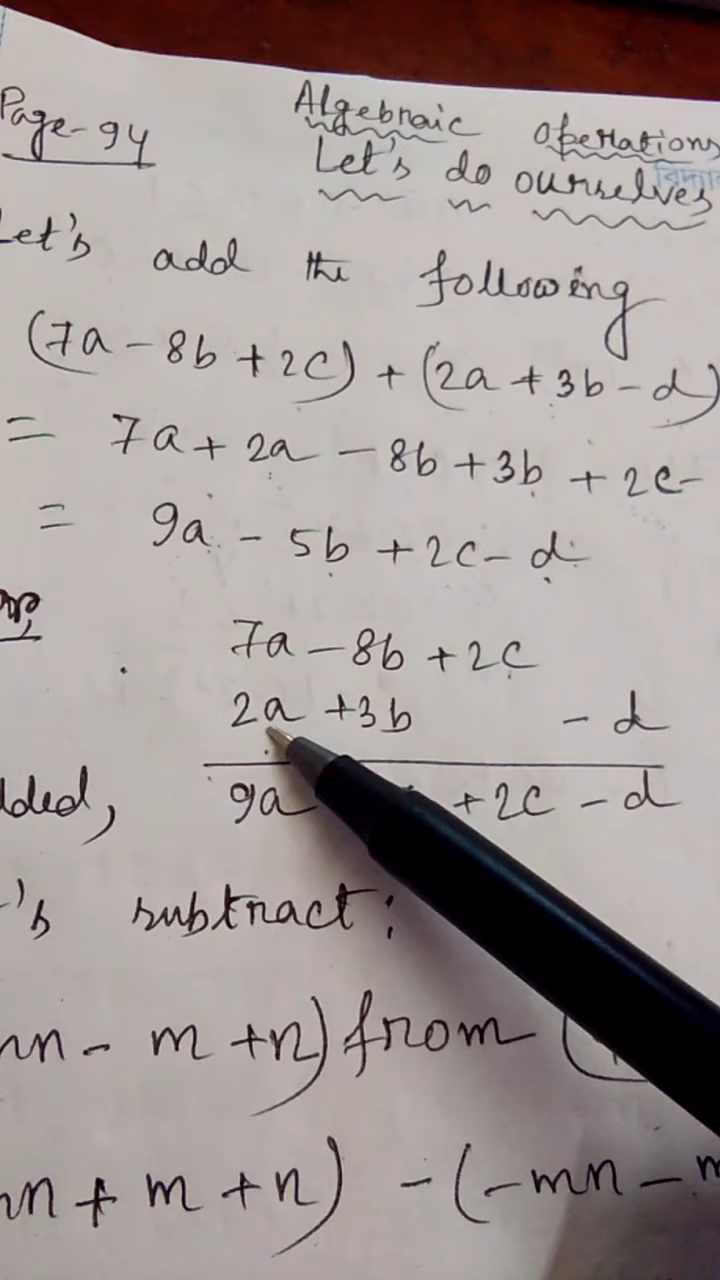 Page-94
Algebraic Operations
Let's do ourselves
Let's add the following
(7a - 8b + 2c) + (2a + 3b - d)
= 7a + 2a - 8b + 3b + 2c -
= 9a - 5b + 2c - d
7a - 8b + 2c
2a + 3b - d
dded, 9a + 2c - d
's subtract:
mn - m + n) from (
mn + m + n) - (-mn - m